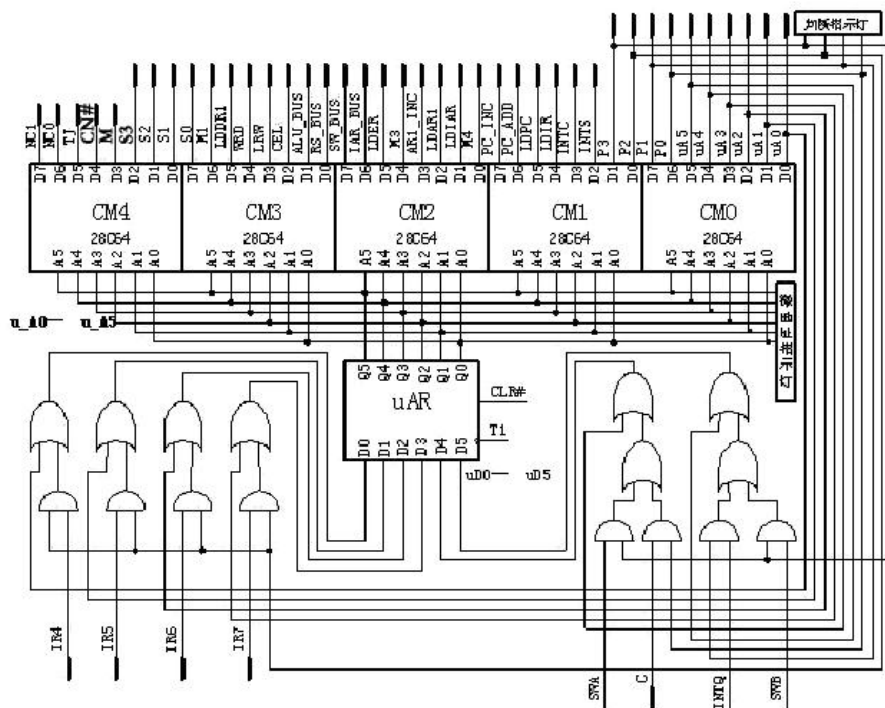 判断指示灯
NC1 NC0 TJ CN# M S3 S2 S1 S0 M1 LDDR1 WRD LRW CEL ALU_BUS RS_BUS SW_BUS IAR_BUS LDER M3 AR1_INC LDAR1 LDIAR M4 PC_INC PC_ADD LDPC LDIR INTC INTS P3 P2 P1 P0 uA5 uA4 uA3 uA2 uA1 uA0
D7 D6 D5 D4 D3 D2 D1 D0 D7 D6 D5 D4 D3 D2 D1 D0 D7 D6 D5 D4 D3 D2 D1 D0 D7 D6 D5 D4 D3 D2 D1 D0 D7 D6 D5 D4 D3 D2 D1 D0
CM4 CM3 CM2 CM1 CM0
28C64 28C64 28C64 28C64 28C64
A5 A4 A3 A2 A1 A0 A5 A4 A3 A2 A1 A0 A5 A4 A3 A2 A1 A0 A5 A4 A3 A2 A1 A0 A5 A4 A3 A2 A1 A0
u_A0— u_A5
Q5 Q4 Q3 Q2 Q1 Q0
uAR
CLR#
T1
D0 D1 D2 D3 D4 D5
uD0— uD5
IR4 IR5 IR6 IR7
SWA C INTQ SWB